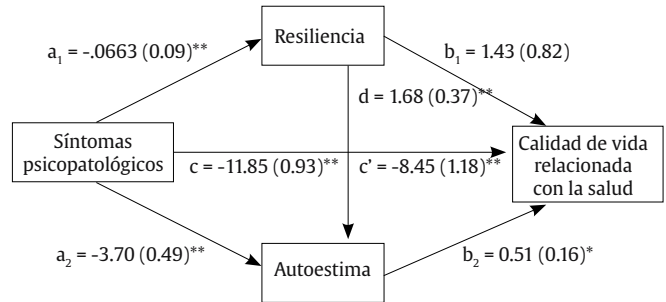 Resiliencia
a1 = -.0663 (0.09)**
b1 = 1.43 (0.82)
d = 1.68 (0.37)**
Síntomas
psicopatológicos
c = -11.85 (0.93)**
c' = -8.45 (1.18)**
Calidad de vida
relacionada
con la salud
a2 = -3.70 (0.49)**
Autoestima
b2 = 0.51 (0.16)*